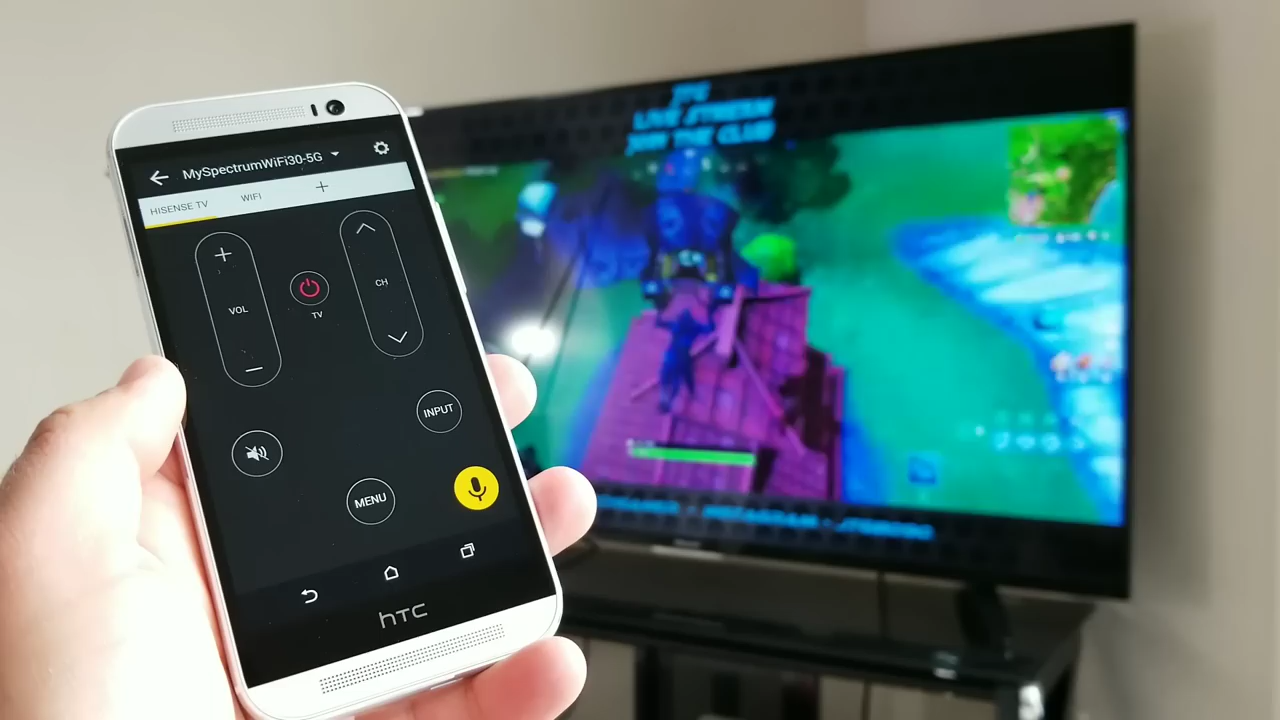 MySpectrumWiFi30-5G
HISENSE TV
WIFI
VOL
TV
CH
INPUT
MENU
hTC
LIVE STREAM
JOIN THE CLUB